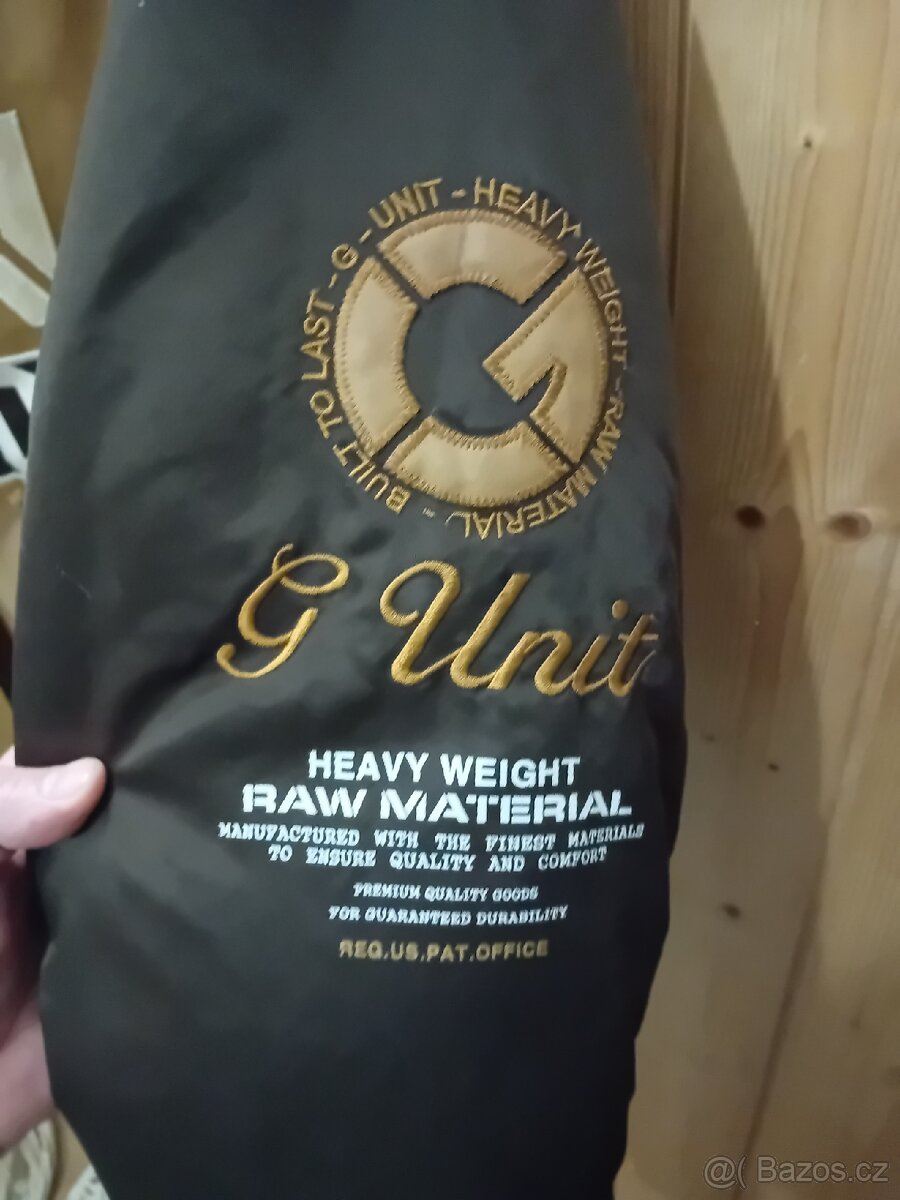 BUILT TO LAST - G - UNIT - HEAVY WEIGHT - RAW MATERIAL -
G Unit
HEAVY WEIGHT
RAW MATERIAL
MANUFACTURED WITH THE FINEST MATERIALS
TO ENSURE QUALITY AND COMFORT
PREMIUM QUALITY GOODS
FOR GUARANTEED DURABILITY
REG.US.PAT.OFFICE
@( Bazos.cz